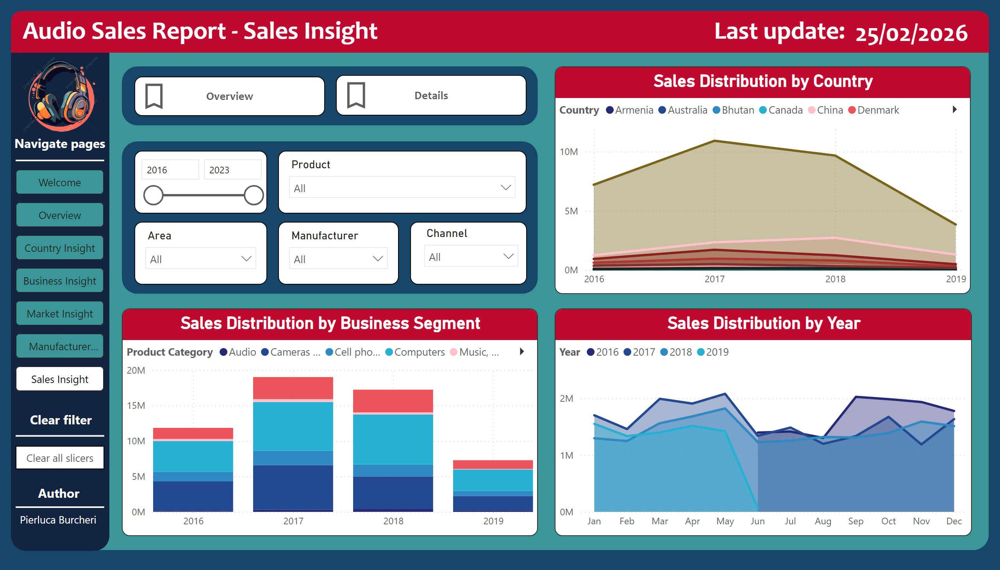 Audio Sales Report - Sales Insight
Last update: 25/02/2026
Navigate pages
Welcome
Overview
Country Insight
Business Insight
Market Insight
Manufacturer...
Sales Insight
Clear filter
Clear all slicers
Author
Pierluca Burcheri
Overview
Details
2016
2023
Product
All
Area
All
Manufacturer
All
Channel
All
Sales Distribution by Country
Country Armenia Australia Bhutan Canada China Denmark
10M
5M
0M
2016 2017 2018 2019
Sales Distribution by Business Segment
Product Category Audio Cameras ... Cell pho... Computers Music, ...
20M
15M
10M
5M
0M
2016 2017 2018 2019
Sales Distribution by Year
Year 2016 2017 2018 2019
2M
1M
0M
Jan Feb Mar Apr May Jun Jul Aug Sep Oct Nov Dec